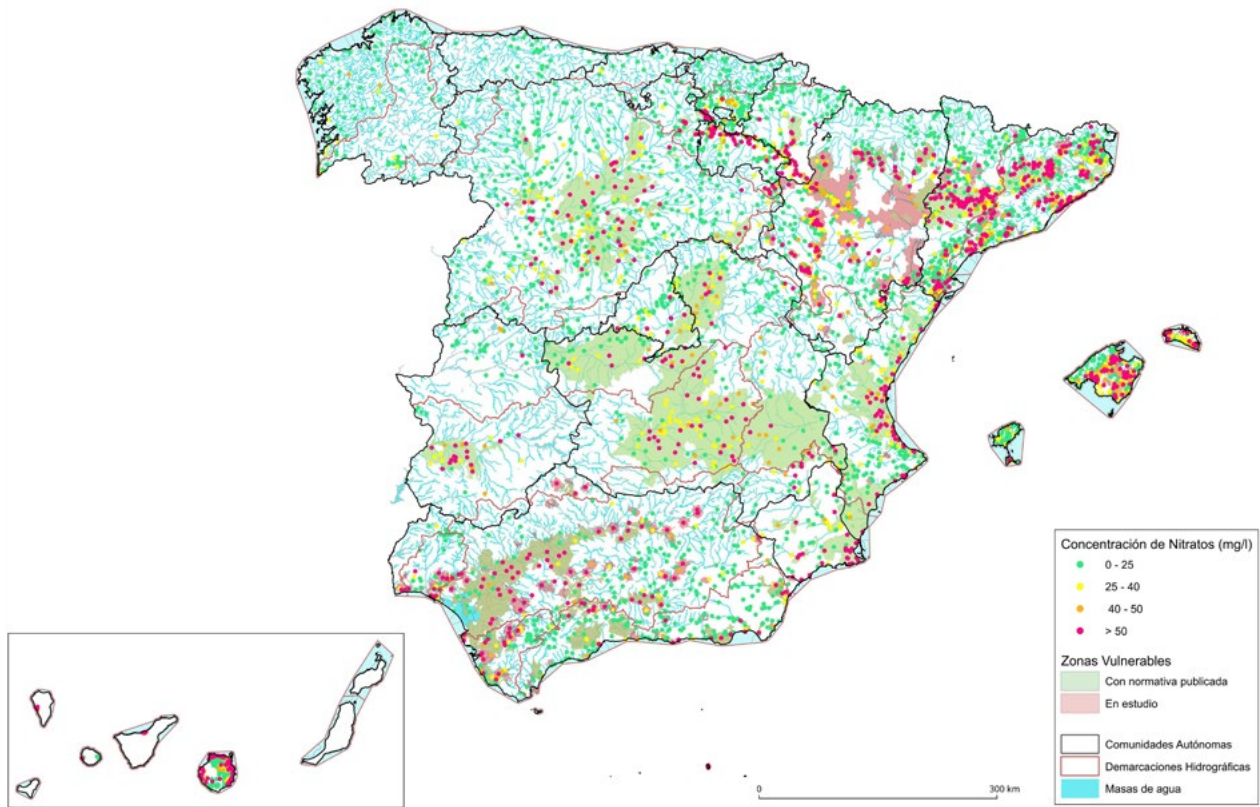 Concentración de Nitratos (mg/l)
0 - 25
25 - 40
40 - 50
> 50
Zonas Vulnerables
Con normativa publicada
En estudio
Comunidades Autónomas
Demarcaciones Hidrográficas
Masas de agua
0 300 km